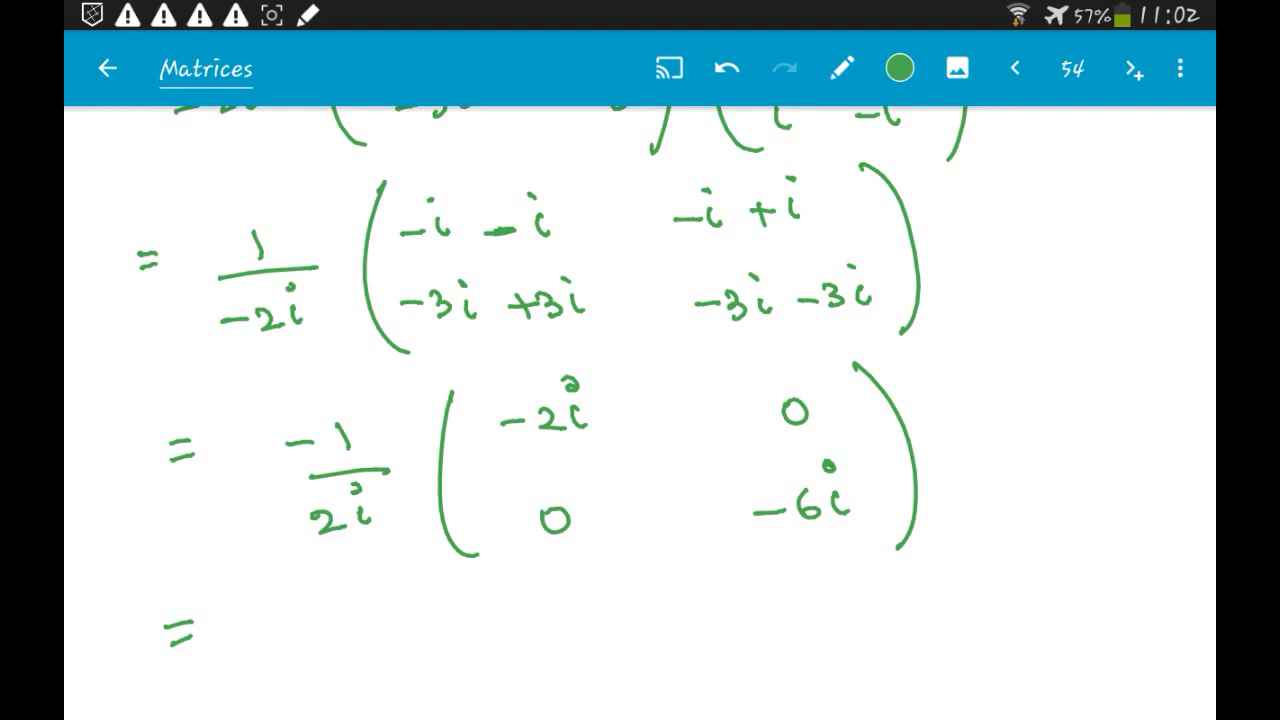 57% 11:02
Matrices 54
i -i
= 1/-2i ( -i -i -i +i
-3i +3i -3i -3i )
= -1/2i ( -2i 0
0 -6i )
=